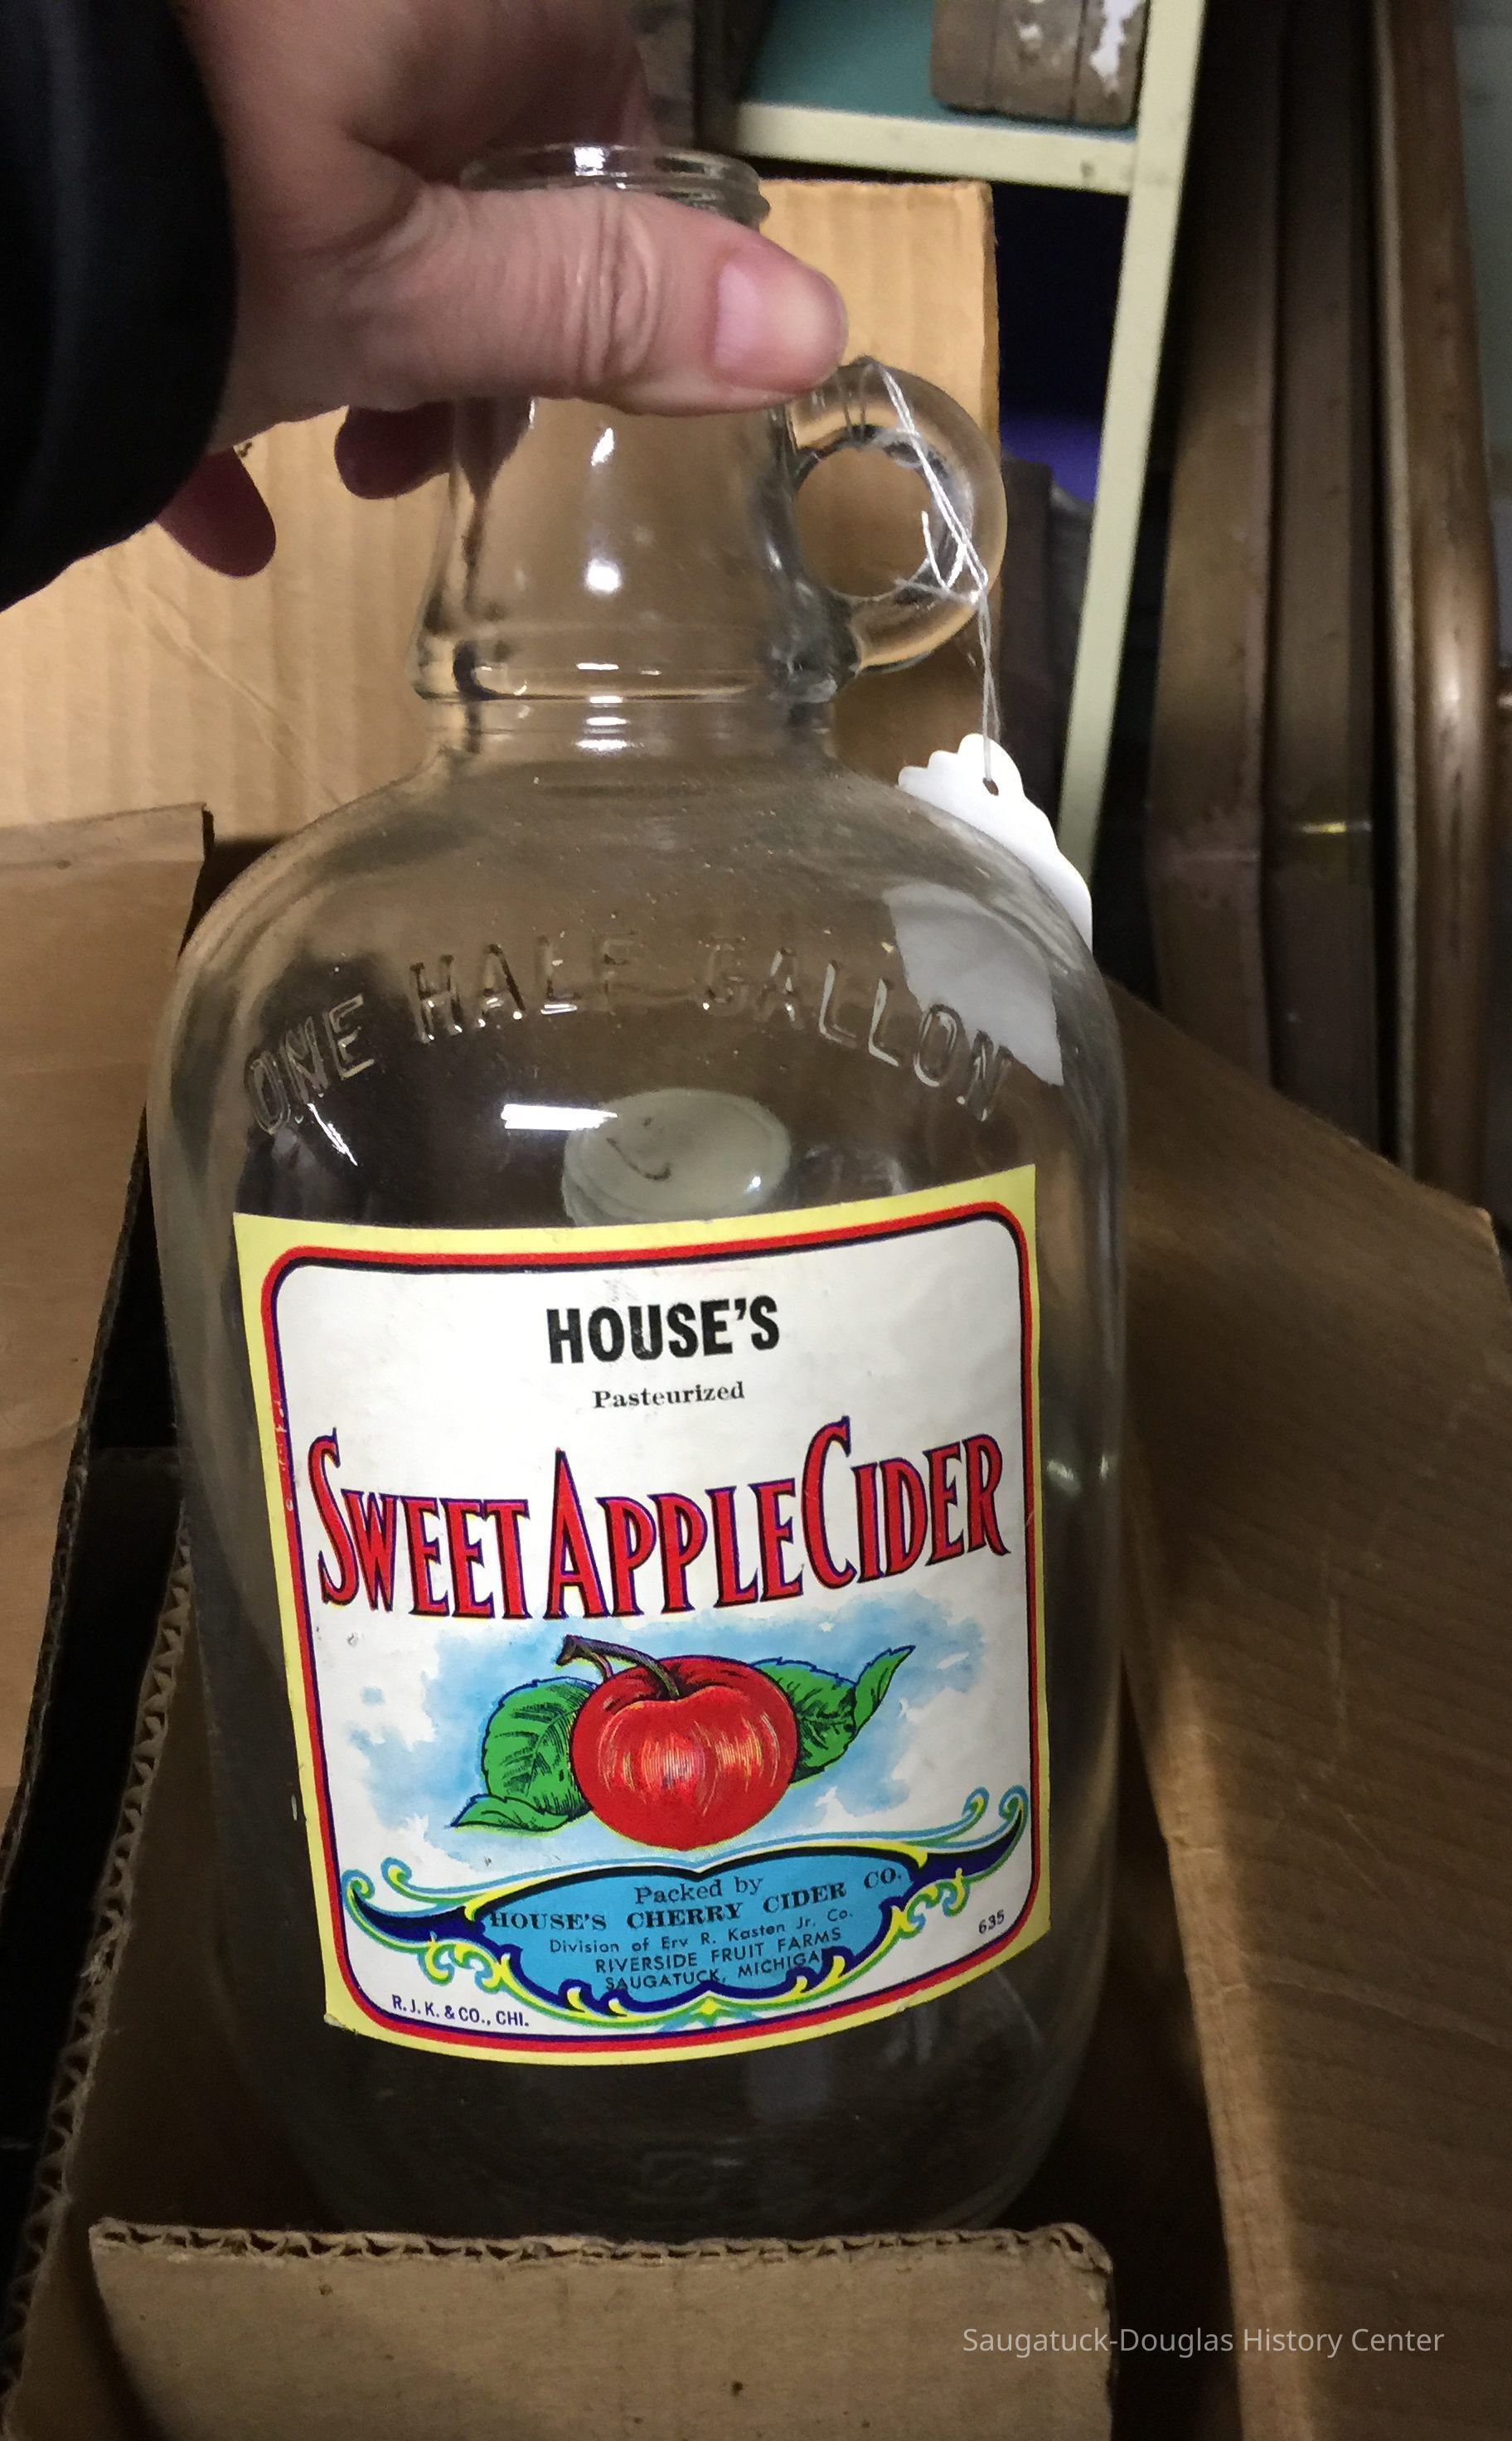 ONE HALF GALLON
HOUSE'S
Pasteurized
SWEET APPLE CIDER
Packed by
HOUSE'S CHERRY CIDER CO.
Division of Erv R. Kasten Jr. Co.
RIVERSIDE FRUIT FARMS
SAUGATUCK, MICHIGAN
635
R. J. K. & CO., CHI.
Saugatuck-Douglas History Center